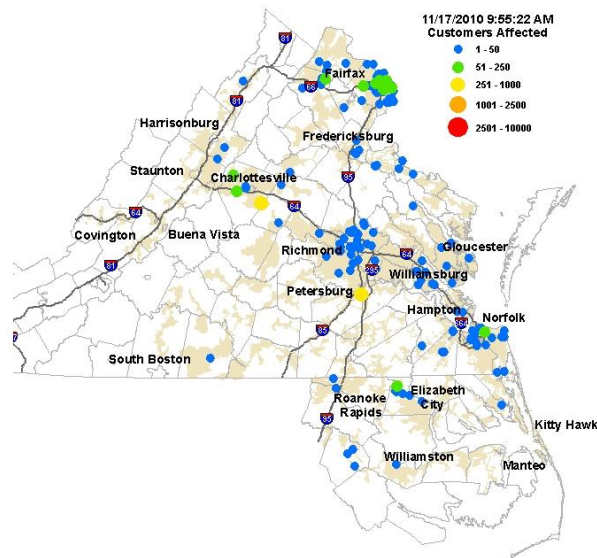 11/17/2010 9:55:22 AM
Customers Affected
1 - 50
51 - 250
251 - 1000
1001 - 2500
2501 - 10000
81
Fairfax
66
81
Harrisonburg
Fredericksburg
Staunton
Charlottesville
95
64
64
Covington
Buena Vista
Richmond
64
Gloucester
81
295
Williamsburg
Petersburg
Hampton
664
Norfolk
85
South Boston
Roanoke
Rapids
Elizabeth
City
95
Kitty Hawk
Williamston
Manteo